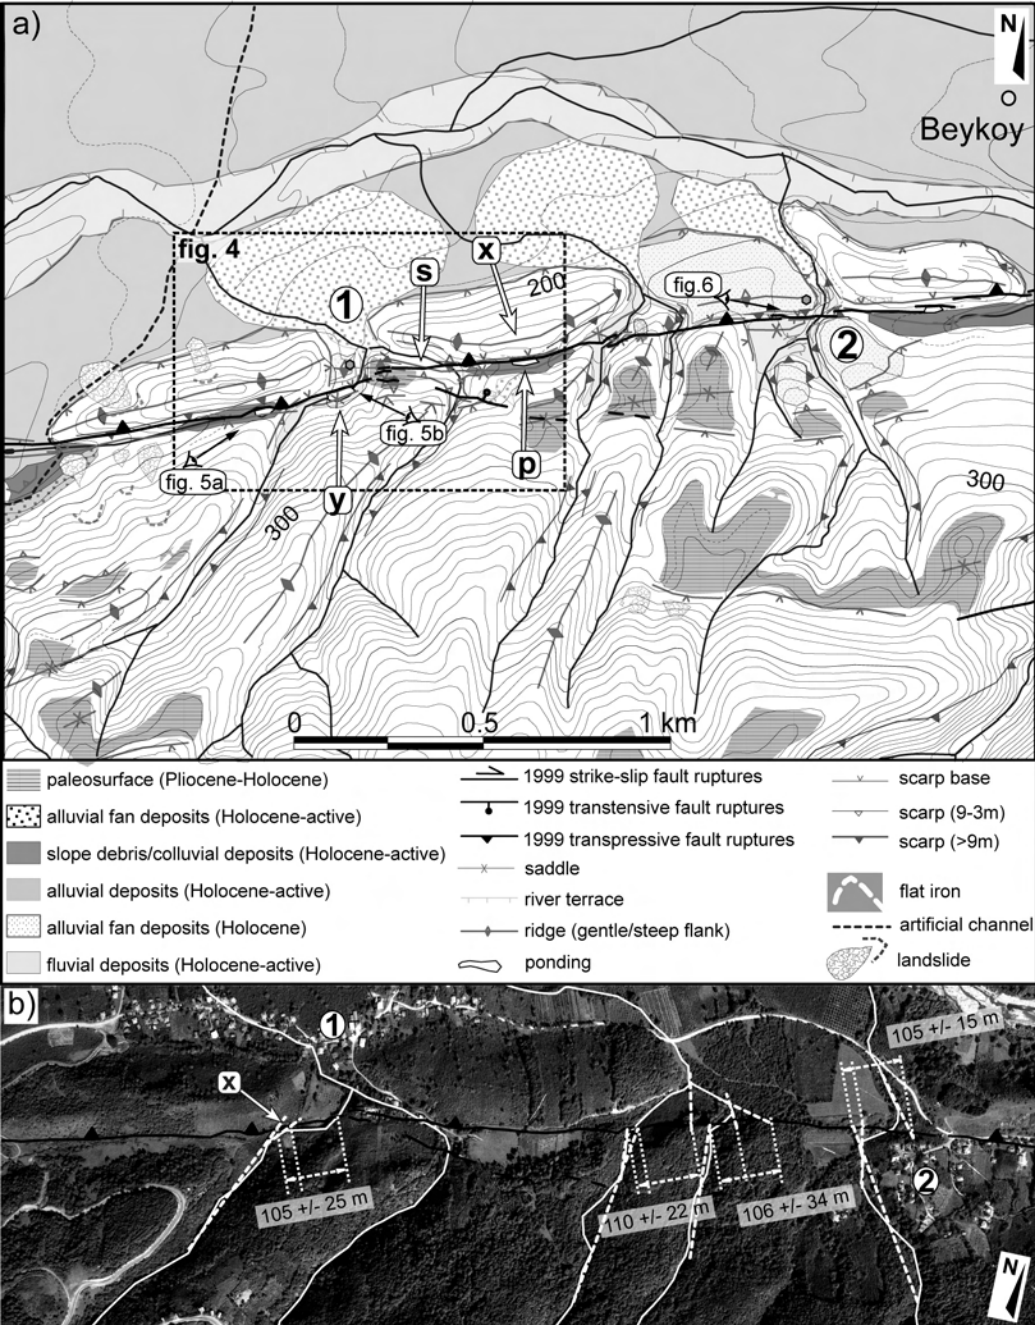 a)
N
Beykoy
fig. 4
x
s
200
fig.6
1
2
fig. 5b
fig. 5a
p
y
300
300
0 0.5 1 km
paleosurface (Pliocene-Holocene)
alluvial fan deposits (Holocene-active)
slope debris/colluvial deposits (Holocene-active)
alluvial deposits (Holocene-active)
alluvial fan deposits (Holocene)
fluvial deposits (Holocene-active)
1999 strike-slip fault ruptures
1999 transtensive fault ruptures
1999 transpressive fault ruptures
saddle
river terrace
ridge (gentle/steep flank)
ponding
scarp base
scarp (9-3m)
scarp (>9m)
flat iron
artificial channel
landslide
b)
1
105 +/- 15 m
x
2
105 +/- 25 m
110 +/- 22 m
106 +/- 34 m
N